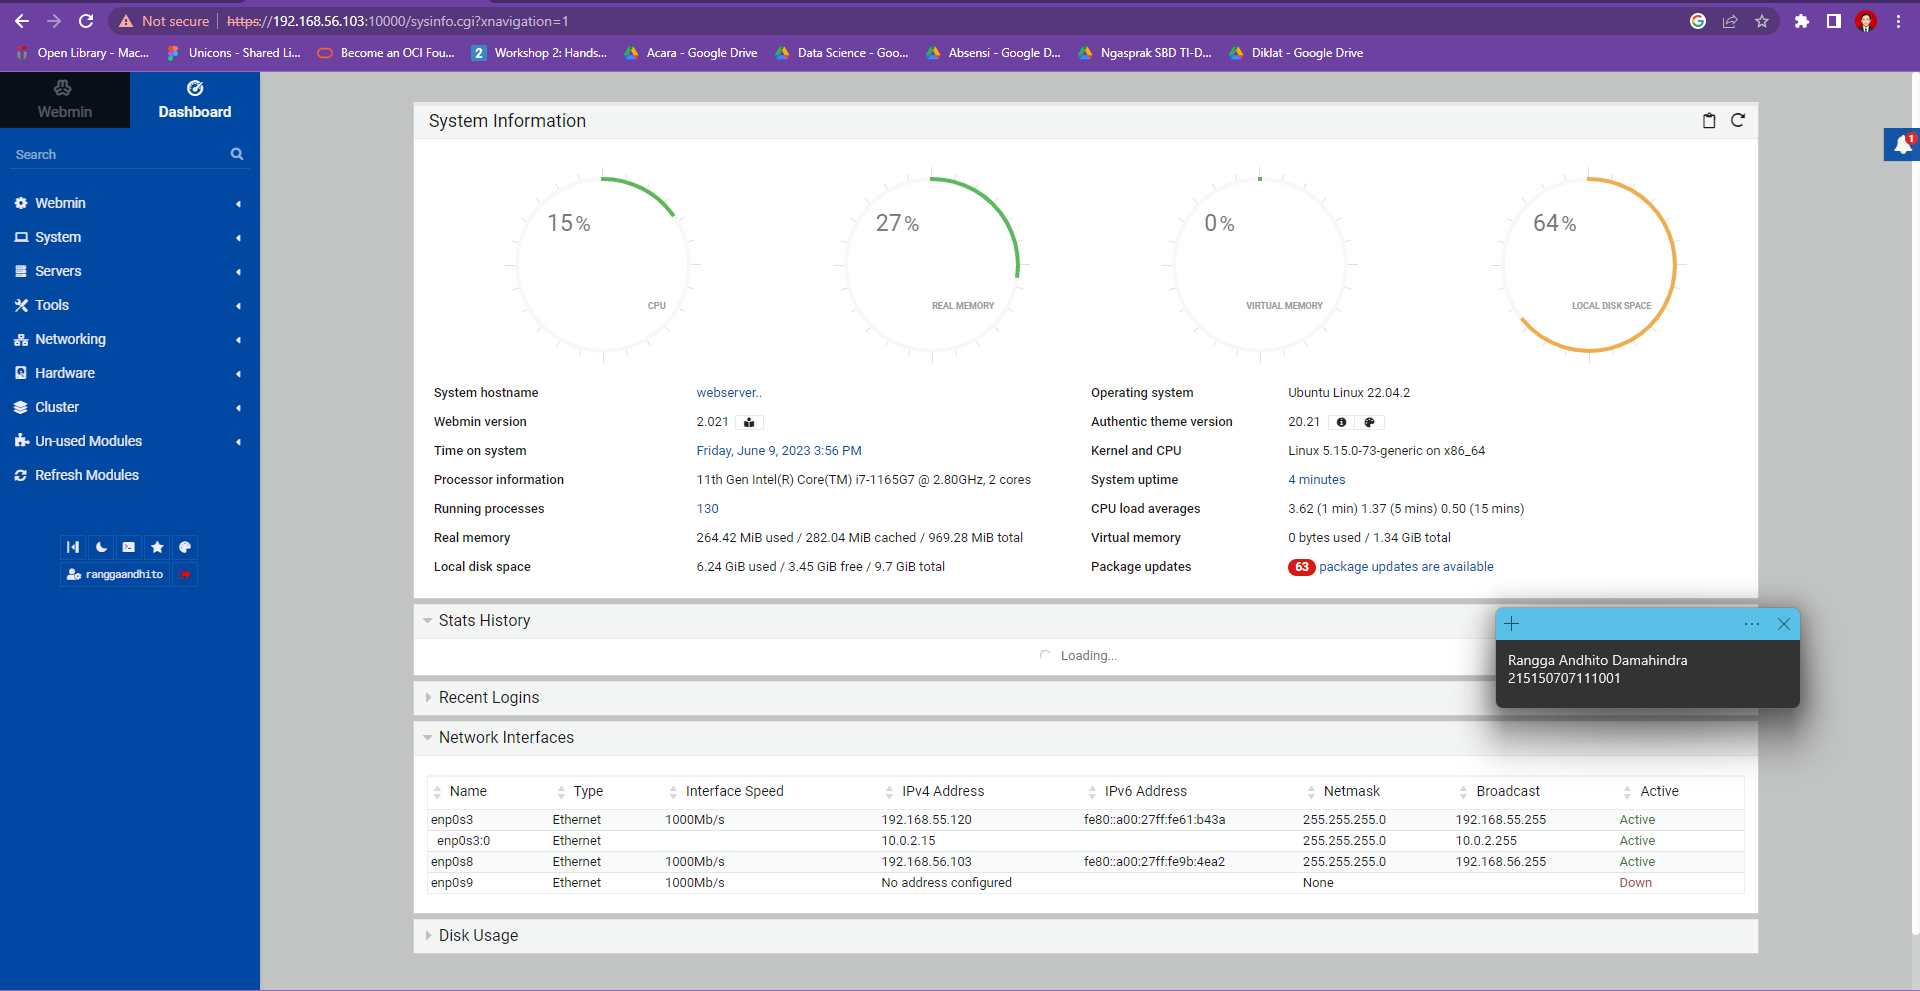 Not secure https://192.168.56.103:10000/sysinfo.cgi?xnavigation=1
Open Library - Mac... Unicons - Shared Li... Become an OCI Fou... 2 Workshop 2: Hands... Acara - Google Drive Data Science - Goo... Absensi - Google D... Ngasprak SBD TI-D... Diklat - Google Drive
Webmin
Dashboard
Search
Webmin
System
Servers
Tools
Networking
Hardware
Cluster
Un-used Modules
Refresh Modules
ranggaandhito
System Information
1
15%
CPU
27%
REAL MEMORY
0%
VIRTUAL MEMORY
64%
LOCAL DISK SPACE
System hostname webserver.. Operating system Ubuntu Linux 22.04.2
Webmin version 2.021 Authentic theme version 20.21
Time on system Friday, June 9, 2023 3:56 PM Kernel and CPU Linux 5.15.0-73-generic on x86_64
Processor information 11th Gen Intel(R) Core(TM) i7-1165G7 @ 2.80GHz, 2 cores System uptime 4 minutes
Running processes 130 CPU load averages 3.62 (1 min) 1.37 (5 mins) 0.50 (15 mins)
Real memory 264.42 MiB used / 282.04 MiB cached / 969.28 MiB total Virtual memory 0 bytes used / 1.34 GiB total
Local disk space 6.24 GiB used / 3.45 GiB free / 9.7 GiB total Package updates 63 package updates are available
Stats History
Loading...
Rangga Andhito Damahindra
215150707111001
Recent Logins
Network Interfaces
Name Type Interface Speed IPv4 Address IPv6 Address Netmask Broadcast Active
enp0s3 Ethernet 1000Mb/s 192.168.55.120 fe80::a00:27ff:fe61:b43a 255.255.255.0 192.168.55.255 Active
enp0s3:0 Ethernet 10.0.2.15 255.255.255.0 10.0.2.255 Active
enp0s8 Ethernet 1000Mb/s 192.168.56.103 fe80::a00:27ff:fe9b:4ea2 255.255.255.0 192.168.56.255 Active
enp0s9 Ethernet 1000Mb/s No address configured None Down
Disk Usage